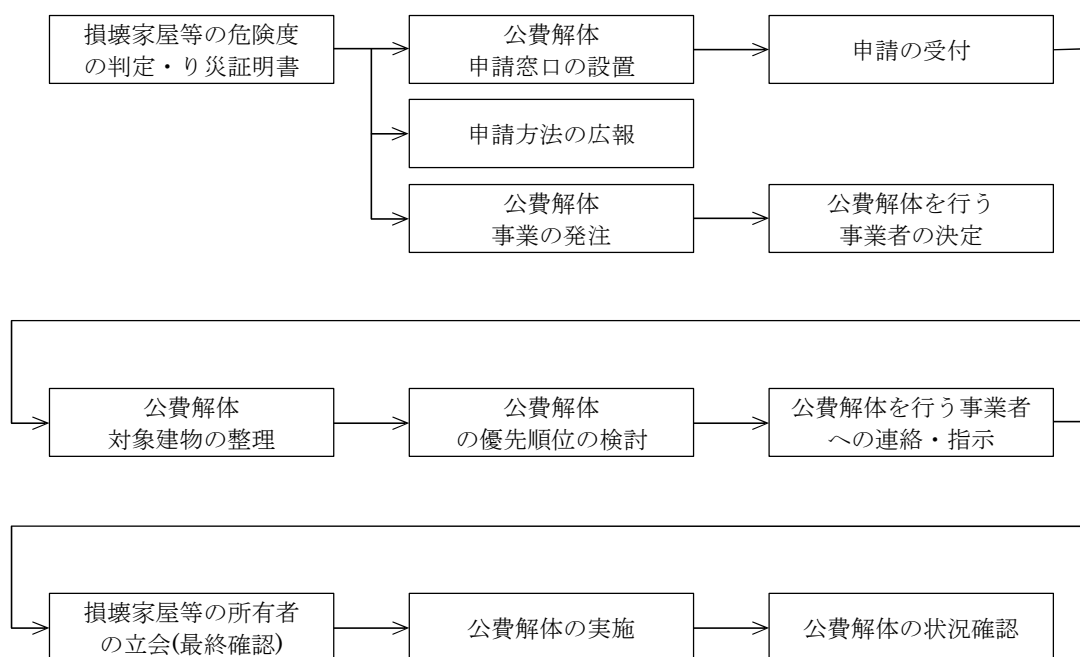 損壊家屋等の危険度
の判定・り災証明書
公費解体
申請窓口の設置
申請の受付
申請方法の広報
公費解体
事業の発注
公費解体を行う
事業者の決定
公費解体
対象建物の整理
公費解体
の優先順位の検討
公費解体を行う事業者
への連絡・指示
損壊家屋等の所有者
の立会(最終確認)
公費解体の実施
公費解体の状況確認